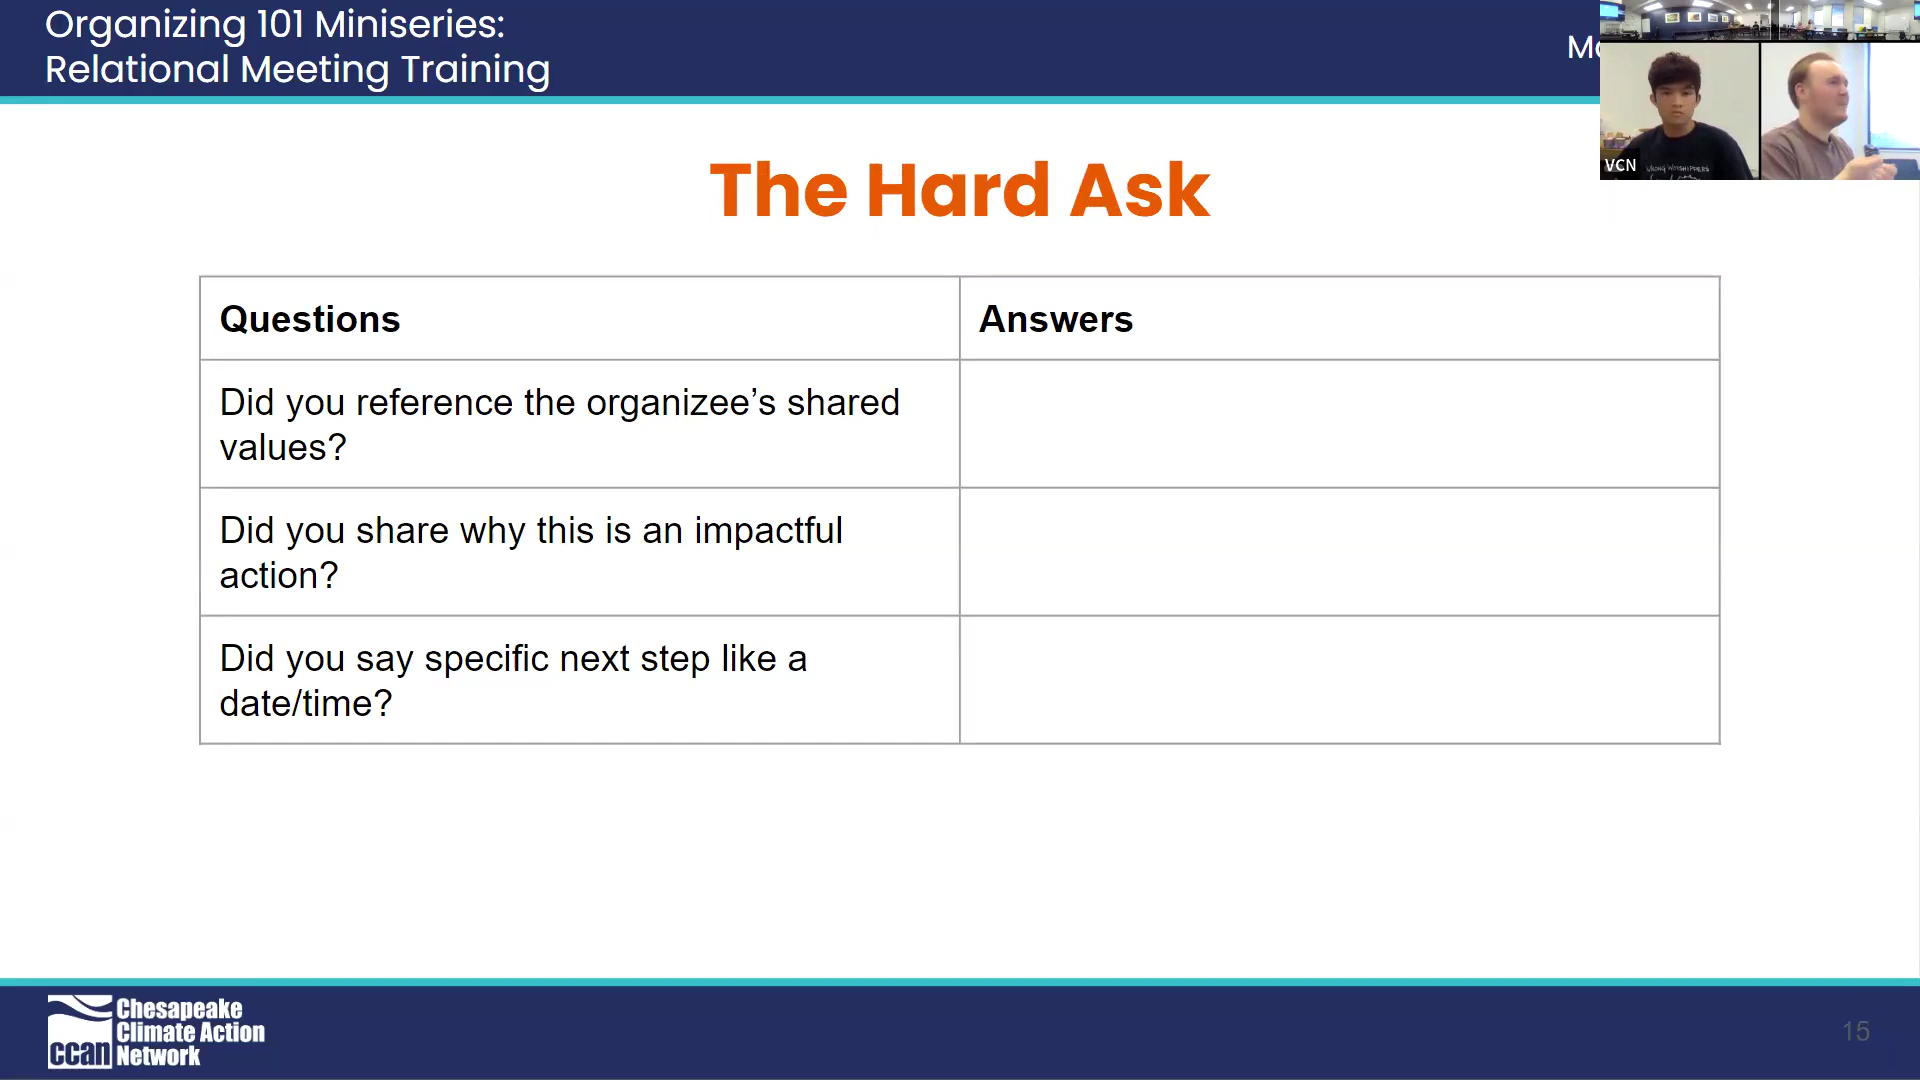 Organizing 101 Miniseries:
Relational Meeting Training
The Hard Ask
Questions
Answers
Did you reference the organizee’s shared
values?
Did you share why this is an impactful
action?
Did you say specific next step like a
date/time?
VCN
ccan
Chesapeake
Climate Action
Network
15